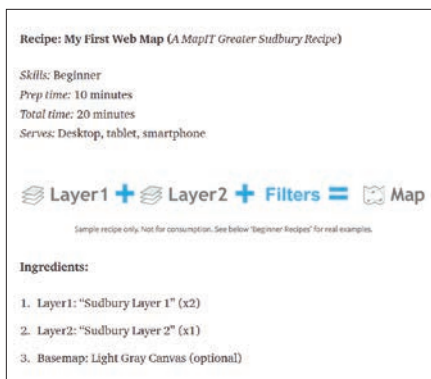 Recipe: My First Web Map (A MapIT Greater Sudbury Recipe)
Skills: Beginner
Prep time: 10 minutes
Total time: 20 minutes
Serves: Desktop, tablet, smartphone
Layer1 + Layer2 + Filters = Map
Sample recipe only. Not for consumption. See below 'Beginner Recipes' for real examples.
Ingredients:
1. Layer1: “Sudbury Layer 1” (x2)
2. Layer2: “Sudbury Layer 2” (x1)
3. Basemap: Light Gray Canvas (optional)